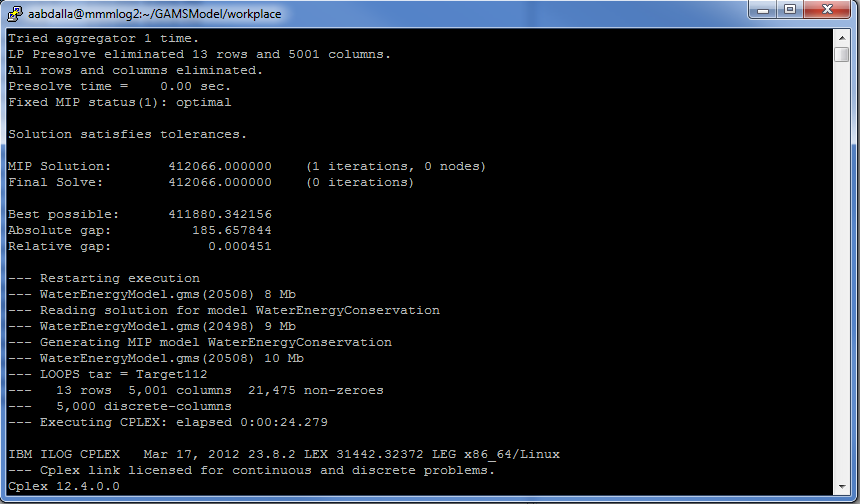 aabdalla@mmmlog2:~/GAMSModel/workplace
Tried aggregator 1 time.
LP Presolve eliminated 13 rows and 5001 columns.
All rows and columns eliminated.
Presolve time =    0.00 sec.
Fixed MIP status(1): optimal
Solution satisfies tolerances.
MIP Solution:       412066.000000    (1 iterations, 0 nodes)
Final Solve:        412066.000000    (0 iterations)
Best possible:      411880.342156
Absolute gap:          185.657844
Relative gap:            0.000451
--- Restarting execution
--- WaterEnergyModel.gms(20508) 8 Mb
--- Reading solution for model WaterEnergyConservation
--- WaterEnergyModel.gms(20498) 9 Mb
--- Generating MIP model WaterEnergyConservation
--- WaterEnergyModel.gms(20508) 10 Mb
--- LOOPS tar = Target112
---   13 rows  5,001 columns  21,475 non-zeroes
---   5,000 discrete-columns
--- Executing CPLEX: elapsed 0:00:24.279
IBM ILOG CPLEX   Mar 17, 2012 23.8.2 LEX 31442.32372 LEG x86_64/Linux
--- Cplex link licensed for continuous and discrete problems.
Cplex 12.4.0.0